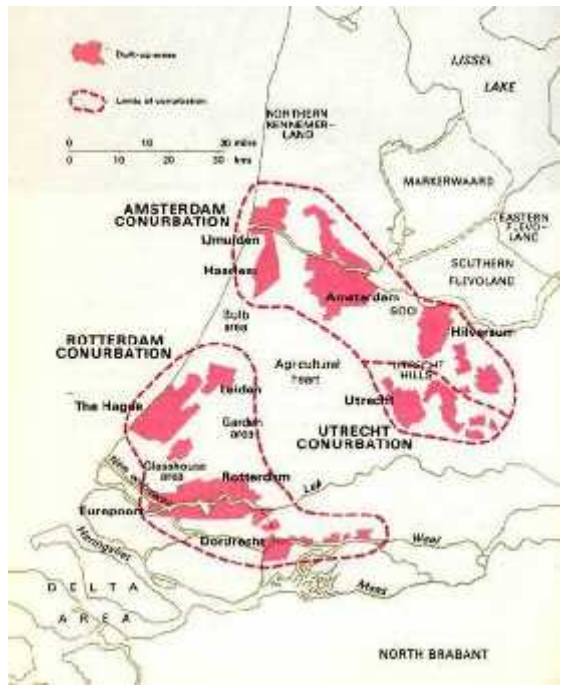 Built-up areas
Limits of conurbation
0 10 20 miles
0 10 20 30 kms
IJSSEL
LAKE
NORTHERN
KENNEMER-
LAND
MARKERWAARD
EASTERN
FLEVO-
LAND
SOUTHERN
FLEVOLAND
AMSTERDAM
CONURBATION
IJmuiden
Haarlem
Amsterdam
GOOI
Hilversum
Bulb
area
ROTTERDAM
CONURBATION
Agricultural
heart
UTRECHT
HILLS
Utrecht
UTRECHT
CONURBATION
Leiden
The Hague
Garden
area
Glasshouse
area
Rotterdam
Lek
Europoort
Dordrecht
Waal
Haringvliet
Maas
DELTA
AREA
NORTH BRABANT